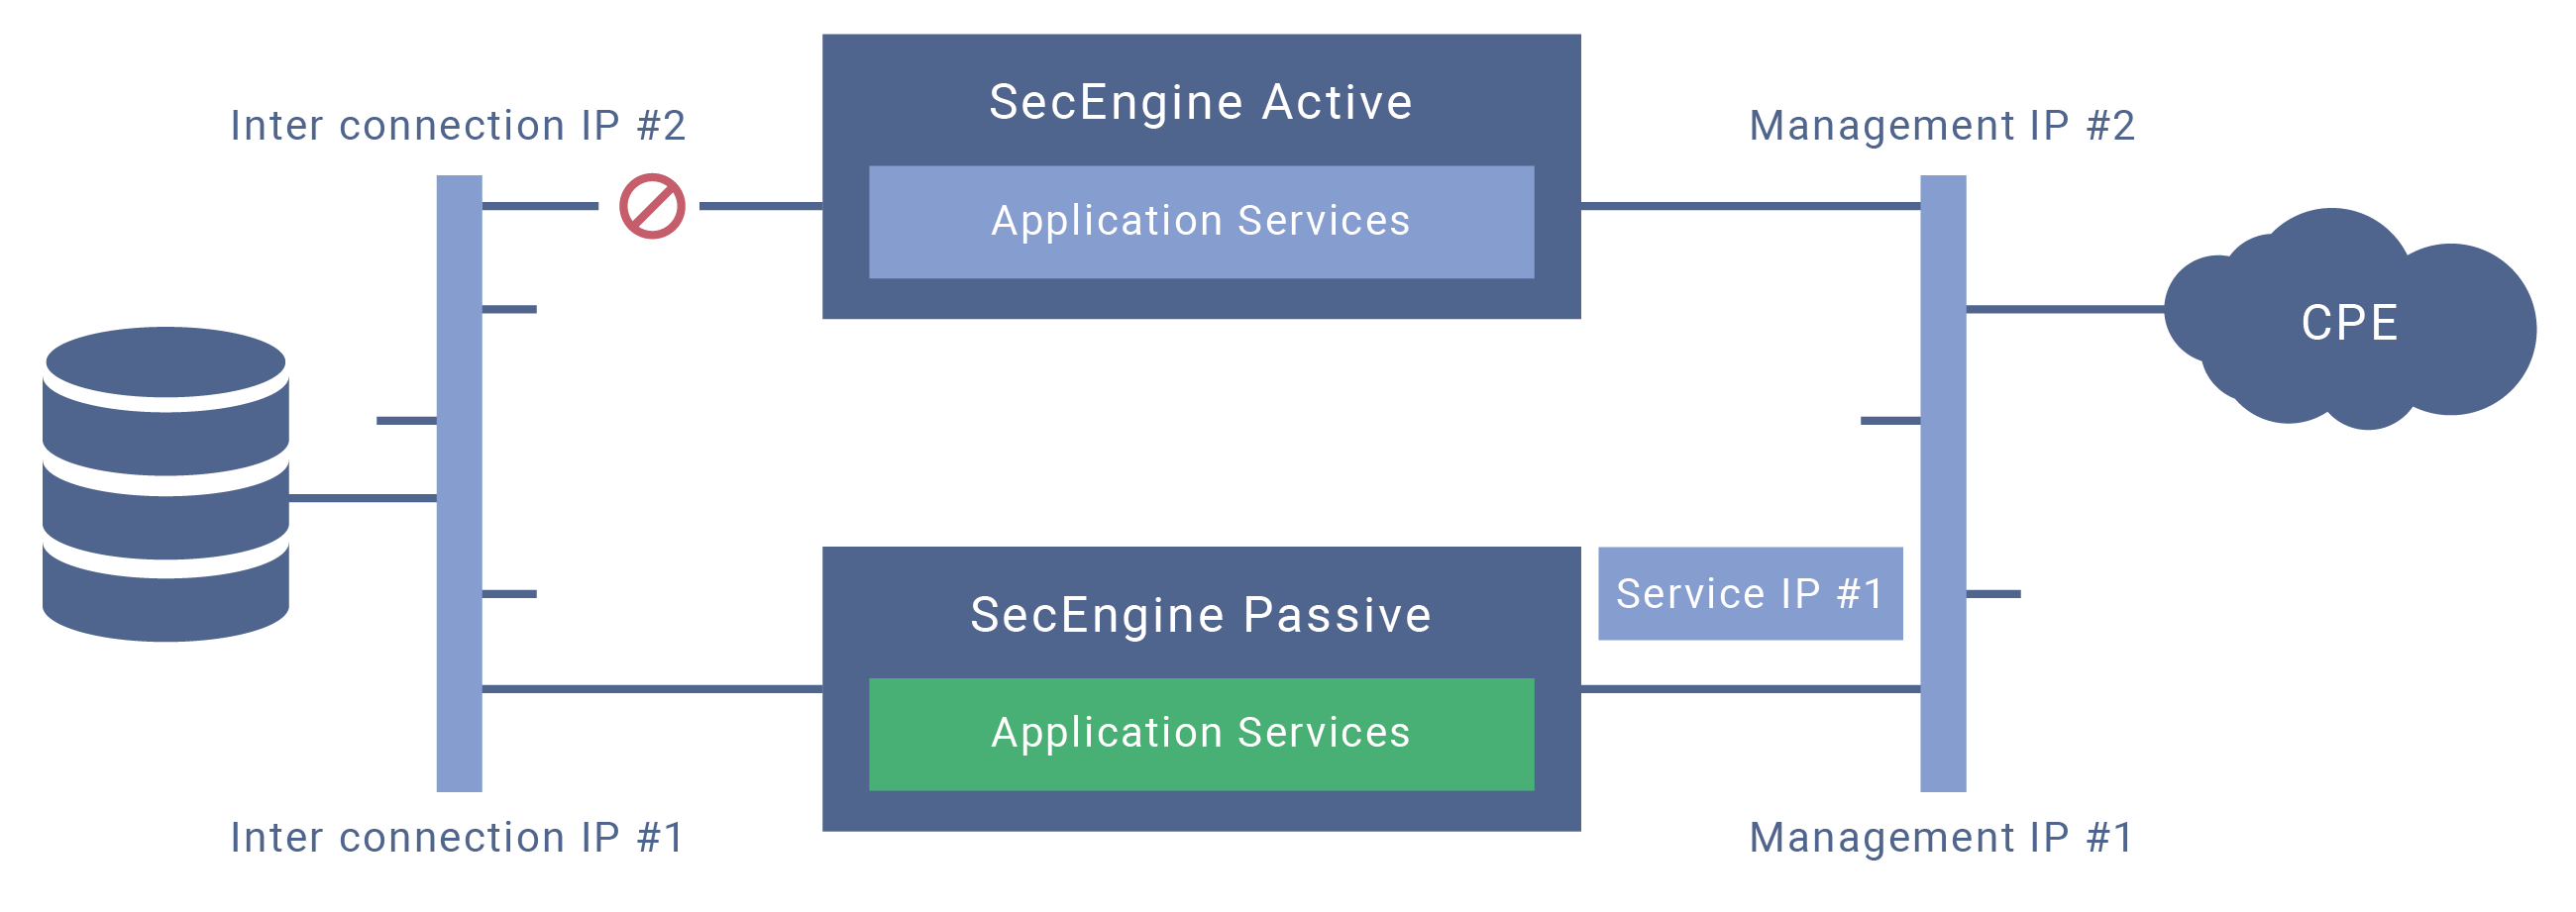 SecEngine Active
Inter connection IP #2
Management IP #2
Application Services
CPE
SecEngine Passive
Service IP #1
Application Services
Inter connection IP #1
Management IP #1